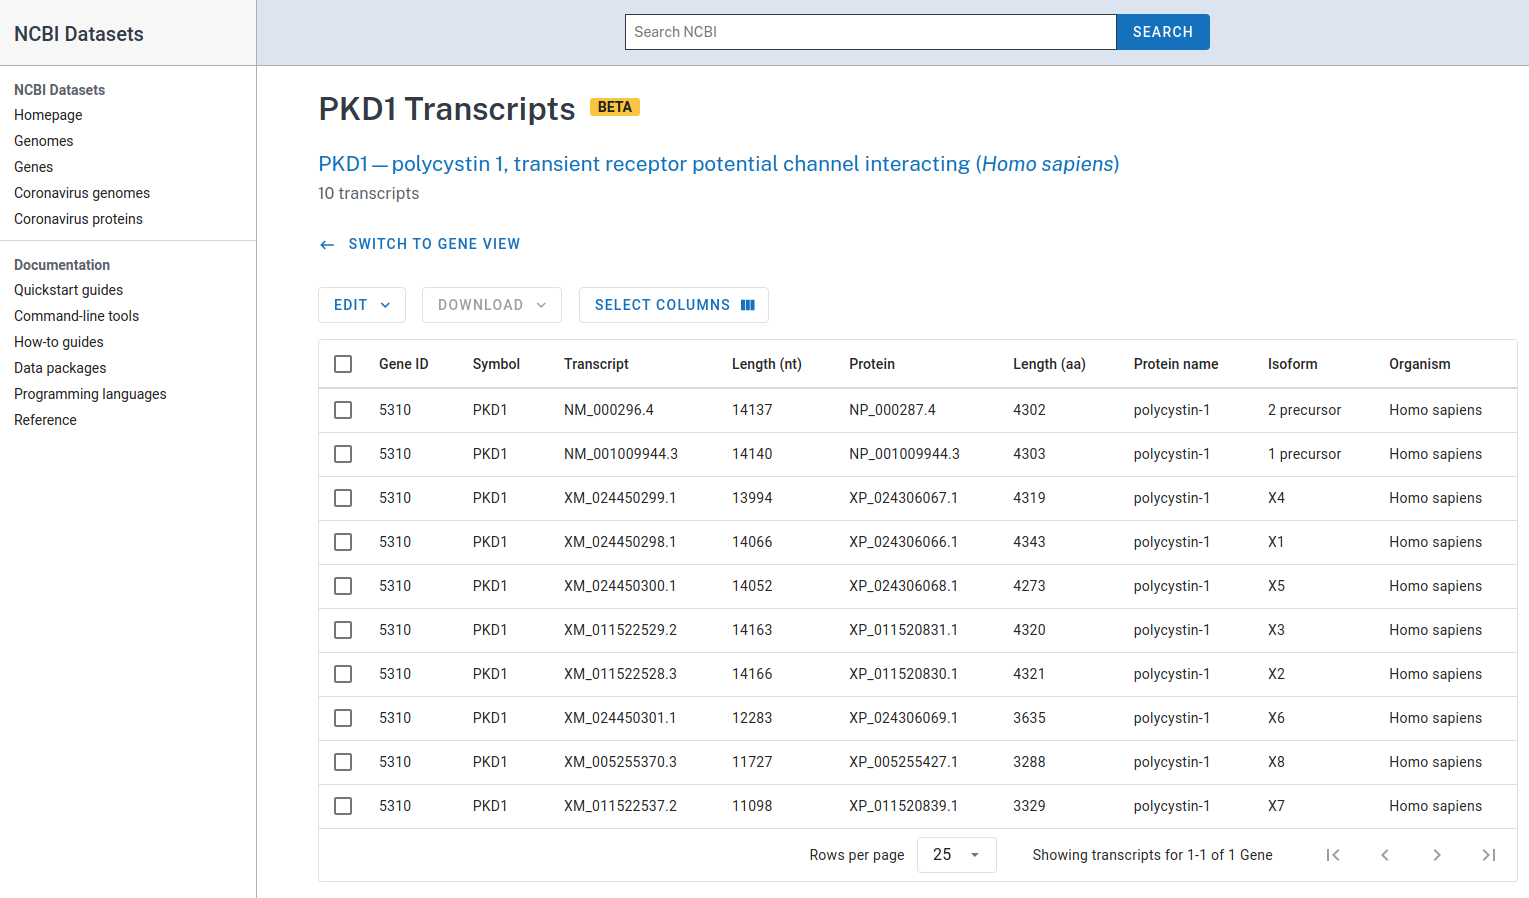 NCBI Datasets
Search NCBI
SEARCH
NCBI Datasets
Homepage
Genomes
Genes
Coronavirus genomes
Coronavirus proteins
Documentation
Quickstart guides
Command-line tools
How-to guides
Data packages
Programming languages
Reference
PKD1 Transcripts BETA
PKD1 — polycystin 1, transient receptor potential channel interacting (Homo sapiens)
10 transcripts
← SWITCH TO GENE VIEW
EDIT DOWNLOAD SELECT COLUMNS
Gene ID Symbol Transcript Length (nt) Protein Length (aa) Protein name Isoform Organism
5310 PKD1 NM_000296.4 14137 NP_000287.4 4302 polycystin-1 2 precursor Homo sapiens
5310 PKD1 NM_001009944.3 14140 NP_001009944.3 4303 polycystin-1 1 precursor Homo sapiens
5310 PKD1 XM_024450299.1 13994 XP_024306067.1 4319 polycystin-1 X4 Homo sapiens
5310 PKD1 XM_024450298.1 14066 XP_024306066.1 4343 polycystin-1 X1 Homo sapiens
5310 PKD1 XM_024450300.1 14052 XP_024306068.1 4273 polycystin-1 X5 Homo sapiens
5310 PKD1 XM_011522529.2 14163 XP_011520831.1 4320 polycystin-1 X3 Homo sapiens
5310 PKD1 XM_011522528.3 14166 XP_011520830.1 4321 polycystin-1 X2 Homo sapiens
5310 PKD1 XM_024450301.1 12283 XP_024306069.1 3635 polycystin-1 X6 Homo sapiens
5310 PKD1 XM_005255370.3 11727 XP_005255427.1 3288 polycystin-1 X8 Homo sapiens
5310 PKD1 XM_011522537.2 11098 XP_011520839.1 3329 polycystin-1 X7 Homo sapiens
Rows per page 25 Showing transcripts for 1-1 of 1 Gene